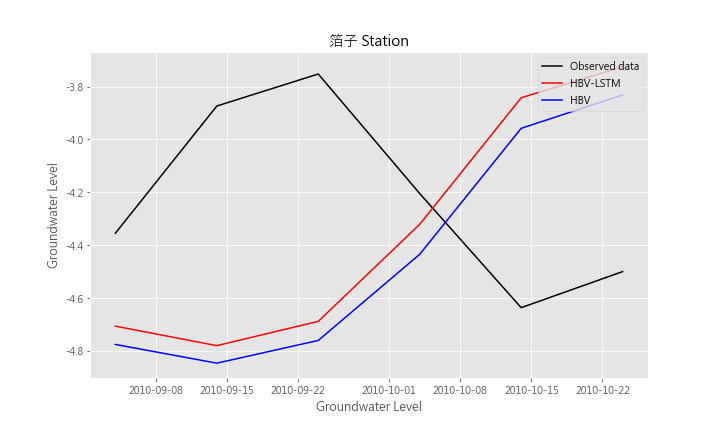 箔子 Station
Observed data
HBV-LSTM
HBV
Groundwater Level
-3.8
-4.0
-4.2
-4.4
-4.6
-4.8
2010-09-08 2010-09-15 2010-09-22 2010-10-01 2010-10-08 2010-10-15 2010-10-22
Groundwater Level